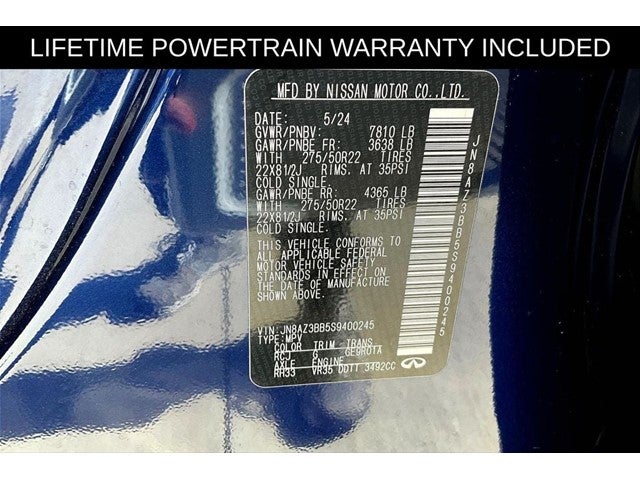 LIFETIME POWERTRAIN WARRANTY INCLUDED
MFD BY NISSAN MOTOR CO.,LTD.
DATE: 5/24
GVWR/PNBV: 7810 LB
GAWR/PNBE FR: 3638 LB
WITH 275/50R22 TIRES
22X81/2J RIMS. AT 35PSI
COLD SINGLE.
GAWR/PNBE RR: 4365 LB
WITH 275/50R22 TIRES
22X81/2J RIMS. AT 35PSI
COLD SINGLE.
THIS VEHICLE CONFORMS TO
ALL APPLICABLE FEDERAL
MOTOR VEHICLE SAFETY
STANDARDS IN EFFECT ON
THE DATE OF MANUFACTURE
SHOWN ABOVE.
VIN: JN8AZ3BB5S9400245
TYPE: MPV
COLOR TRIM TRANS
RCJ G GE9R01A
AXLE ENGINE
RH33 VR35 DDTT 3492CC
JN8AZ3BB5S9400245